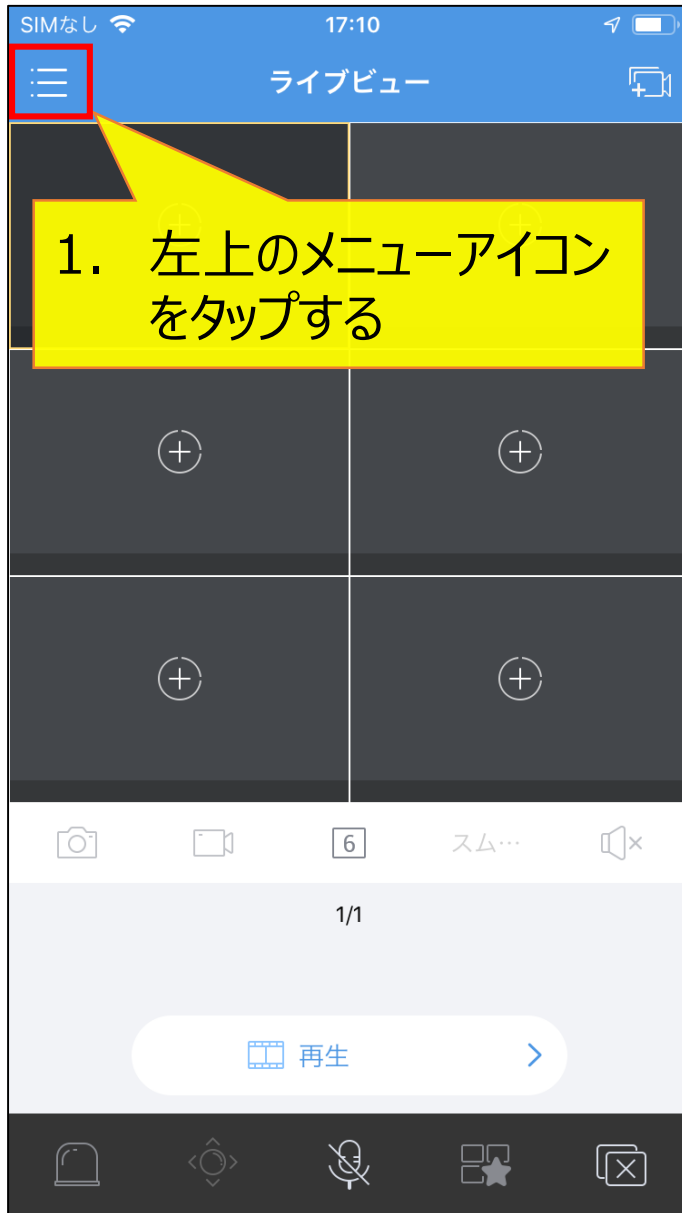 SIMなし 17:10
ライブビュー
1. 左上のメニューアイコン
をタップする
6 スム…
1/1
再生